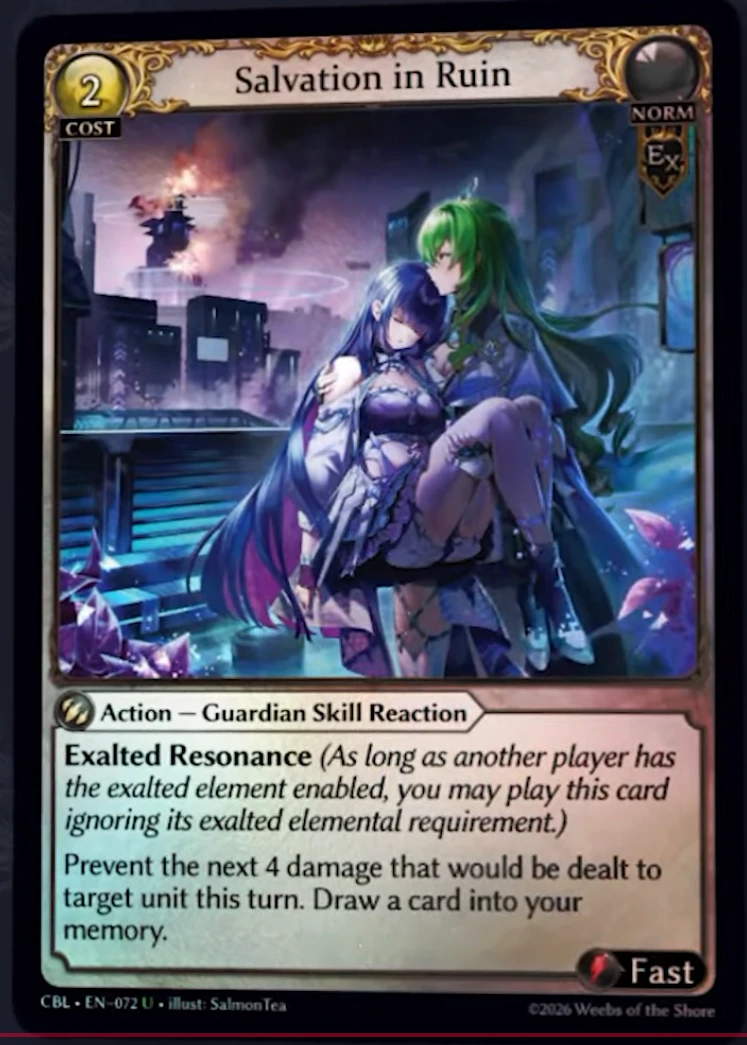 2
COST
Salvation in Ruin
NORM
Ex
Action — Guardian Skill Reaction
Exalted Resonance (As long as another player has
the exalted element enabled, you may play this card
ignoring its exalted elemental requirement.)
Prevent the next 4 damage that would be dealt to
target unit this turn. Draw a card into your
memory.
Fast
CBL • EN-072 U • illust: SalmonTea
©2026 Weebs of the Shore